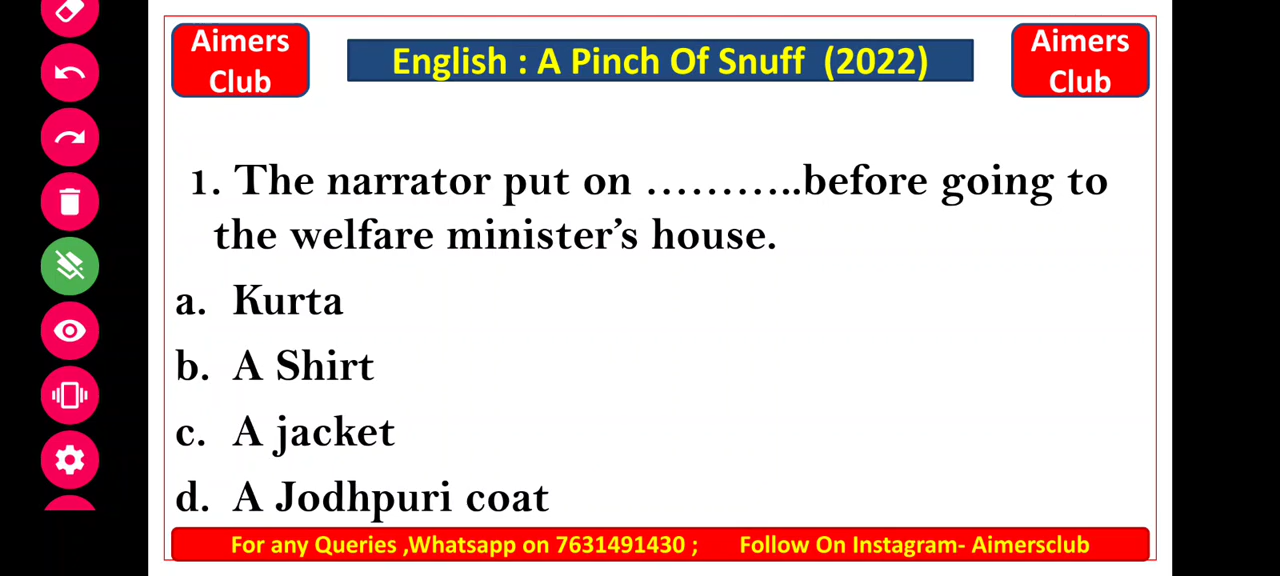 Aimers
Club
English : A Pinch Of Snuff (2022)
Aimers
Club
1. The narrator put on ………..before going to
the welfare minister’s house.
a. Kurta
b. A Shirt
c. A jacket
d. A Jodhpuri coat
For any Queries ,Whatsapp on 7631491430 ; Follow On Instagram- Aimersclub